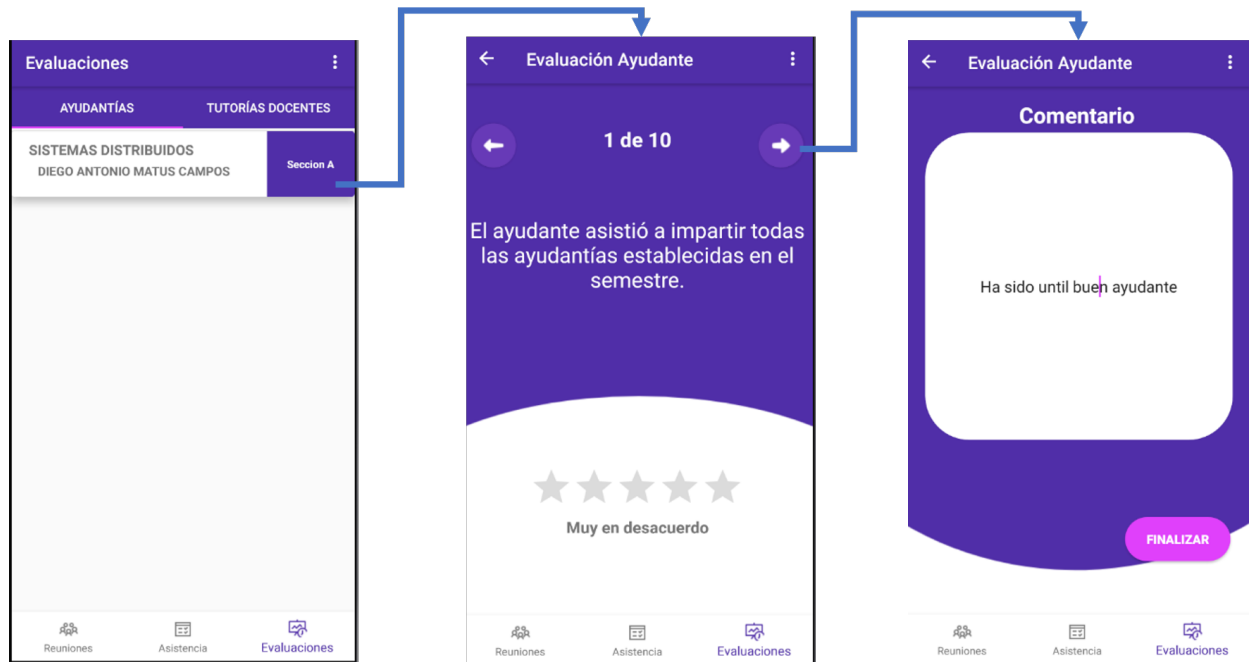 Evaluaciones
AYUDANTÍAS
TUTORÍAS DOCENTES
SISTEMAS DISTRIBUIDOS
DIEGO ANTONIO MATUS CAMPOS
Seccion A
Reuniones
Asistencia
Evaluaciones
Evaluación Ayudante
1 de 10
El ayudante asistió a impartir todas
las ayudantías establecidas en el
semestre.
Muy en desacuerdo
Reuniones
Asistencia
Evaluaciones
Evaluación Ayudante
Comentario
Ha sido until buen ayudante
FINALIZAR
Reuniones
Asistencia
Evaluaciones